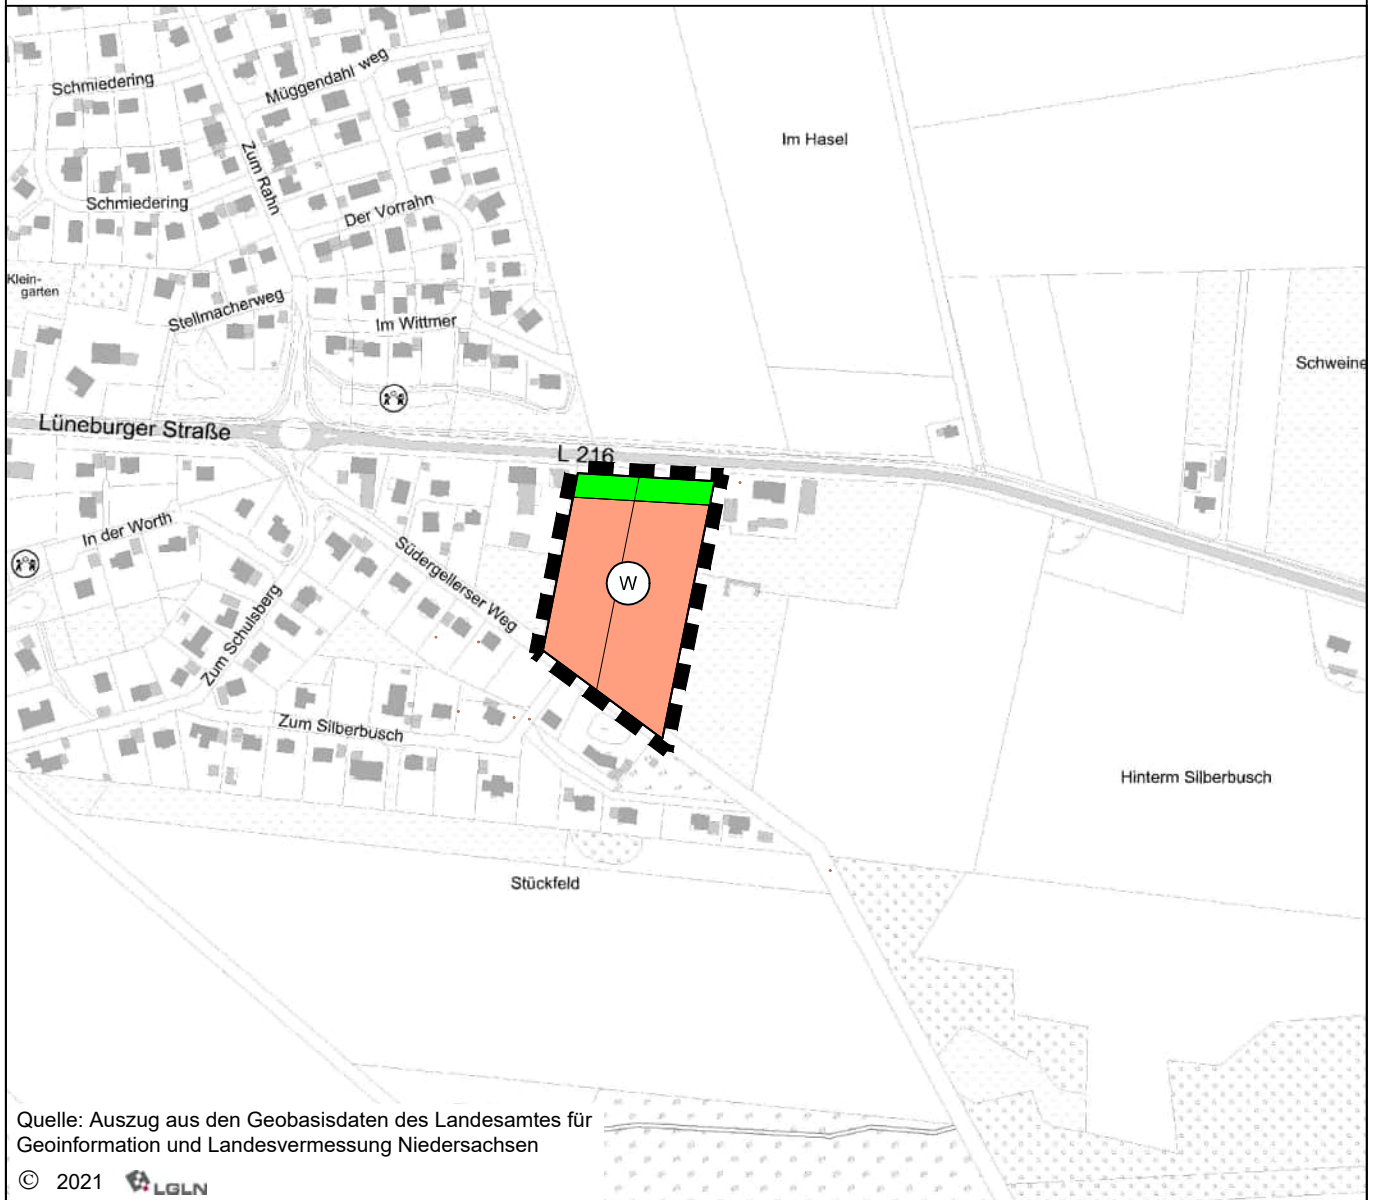 Schmiedering
Müggendahl weg
Im Hasel
Zum Rahn
Schmiedering
Der Vorrahn
Klein-
garten
Stellmacherweg
Im Wittmer
Schweine
Lüneburger Straße
L 216
In der Worth
Südergellerser Weg
W
Zum Schulsberg
Zum Silberbusch
Hinterm Silberbusch
Stückfeld
Quelle: Auszug aus den Geobasisdaten des Landesamtes für
Geoinformation und Landesvermessung Niedersachsen
© 2021 LGLN